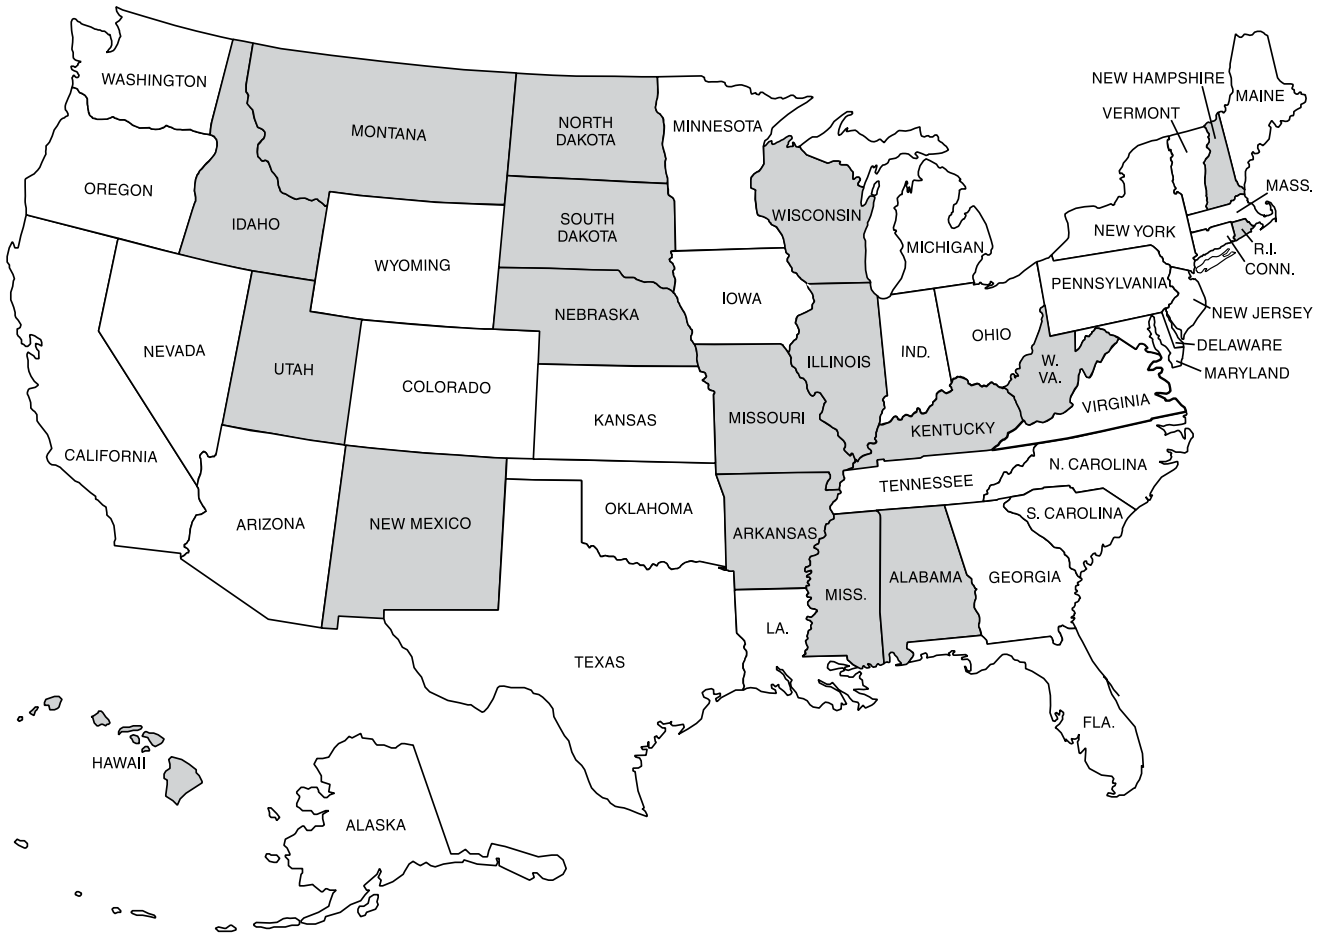 WASHINGTON
MONTANA
NORTH
DAKOTA
MINNESOTA
NEW HAMPSHIRE
VERMONT
MAINE
OREGON
IDAHO
SOUTH
DAKOTA
WISCONSIN
MICHIGAN
NEW YORK
MASS.
R.I.
CONN.
WYOMING
IOWA
PENNSYLVANIA
NEW JERSEY
DELAWARE
MARYLAND
NEVADA
UTAH
COLORADO
NEBRASKA
ILLINOIS
IND.
OHIO
W.
VA.
VIRGINIA
CALIFORNIA
KANSAS
MISSOURI
KENTUCKY
N. CAROLINA
TENNESSEE
S. CAROLINA
ARIZONA
NEW MEXICO
OKLAHOMA
ARKANSAS
MISS.
ALABAMA
GEORGIA
LA.
TEXAS
FLA.
HAWAII
ALASKA